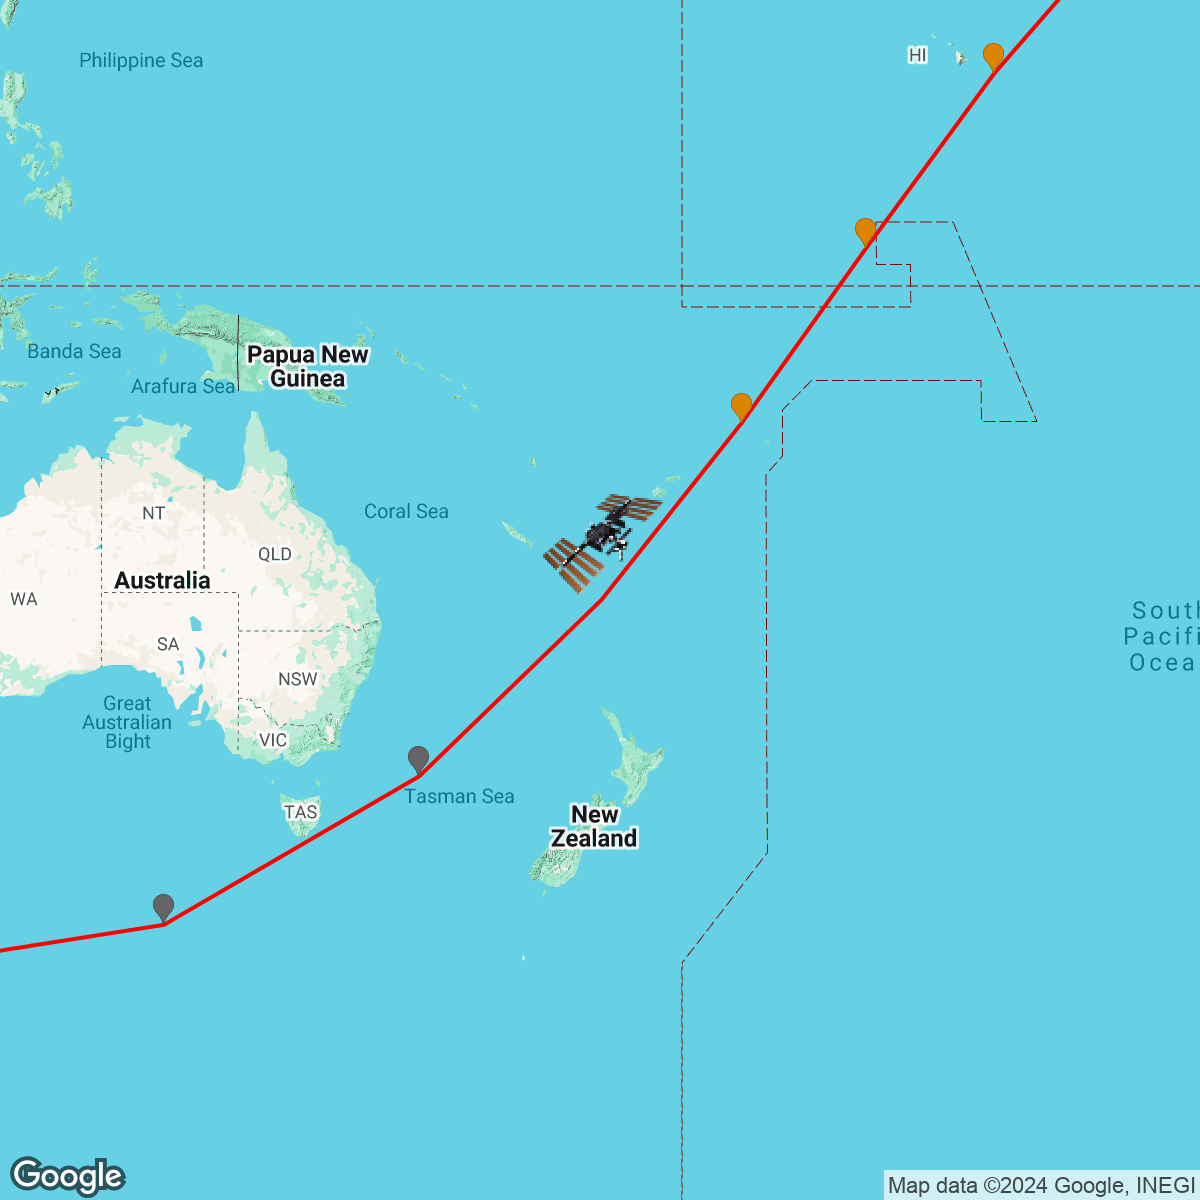 Philippine Sea
HI
Banda Sea
Arafura Sea
Papua New
Guinea
Coral Sea
NT
QLD
Australia
WA
SA
NSW
Great
Australian
Bight
VIC
TAS
Tasman Sea
New
Zealand
South
Pacifi
Ocea
Google
Map data ©2024 Google, INEGI